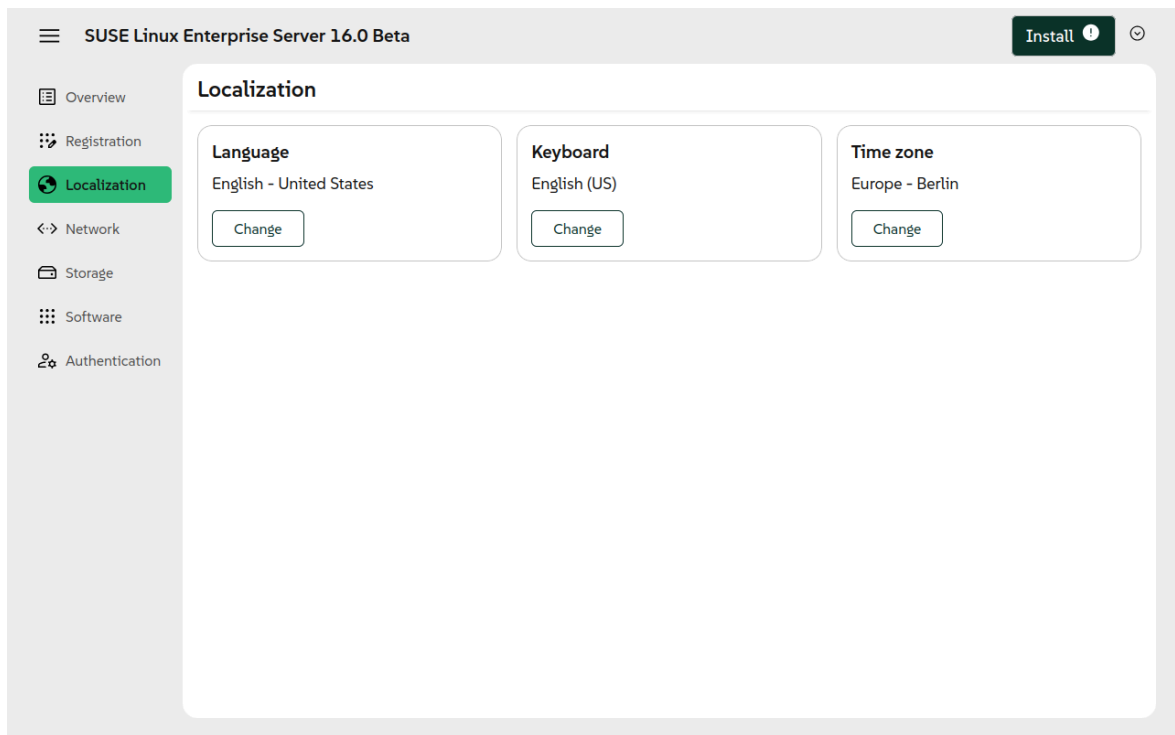 SUSE Linux Enterprise Server 16.0 Beta
Install
Overview
Registration
Localization
Network
Storage
Software
Authentication
Localization
Language
English - United States
Change
Keyboard
English (US)
Change
Time zone
Europe - Berlin
Change